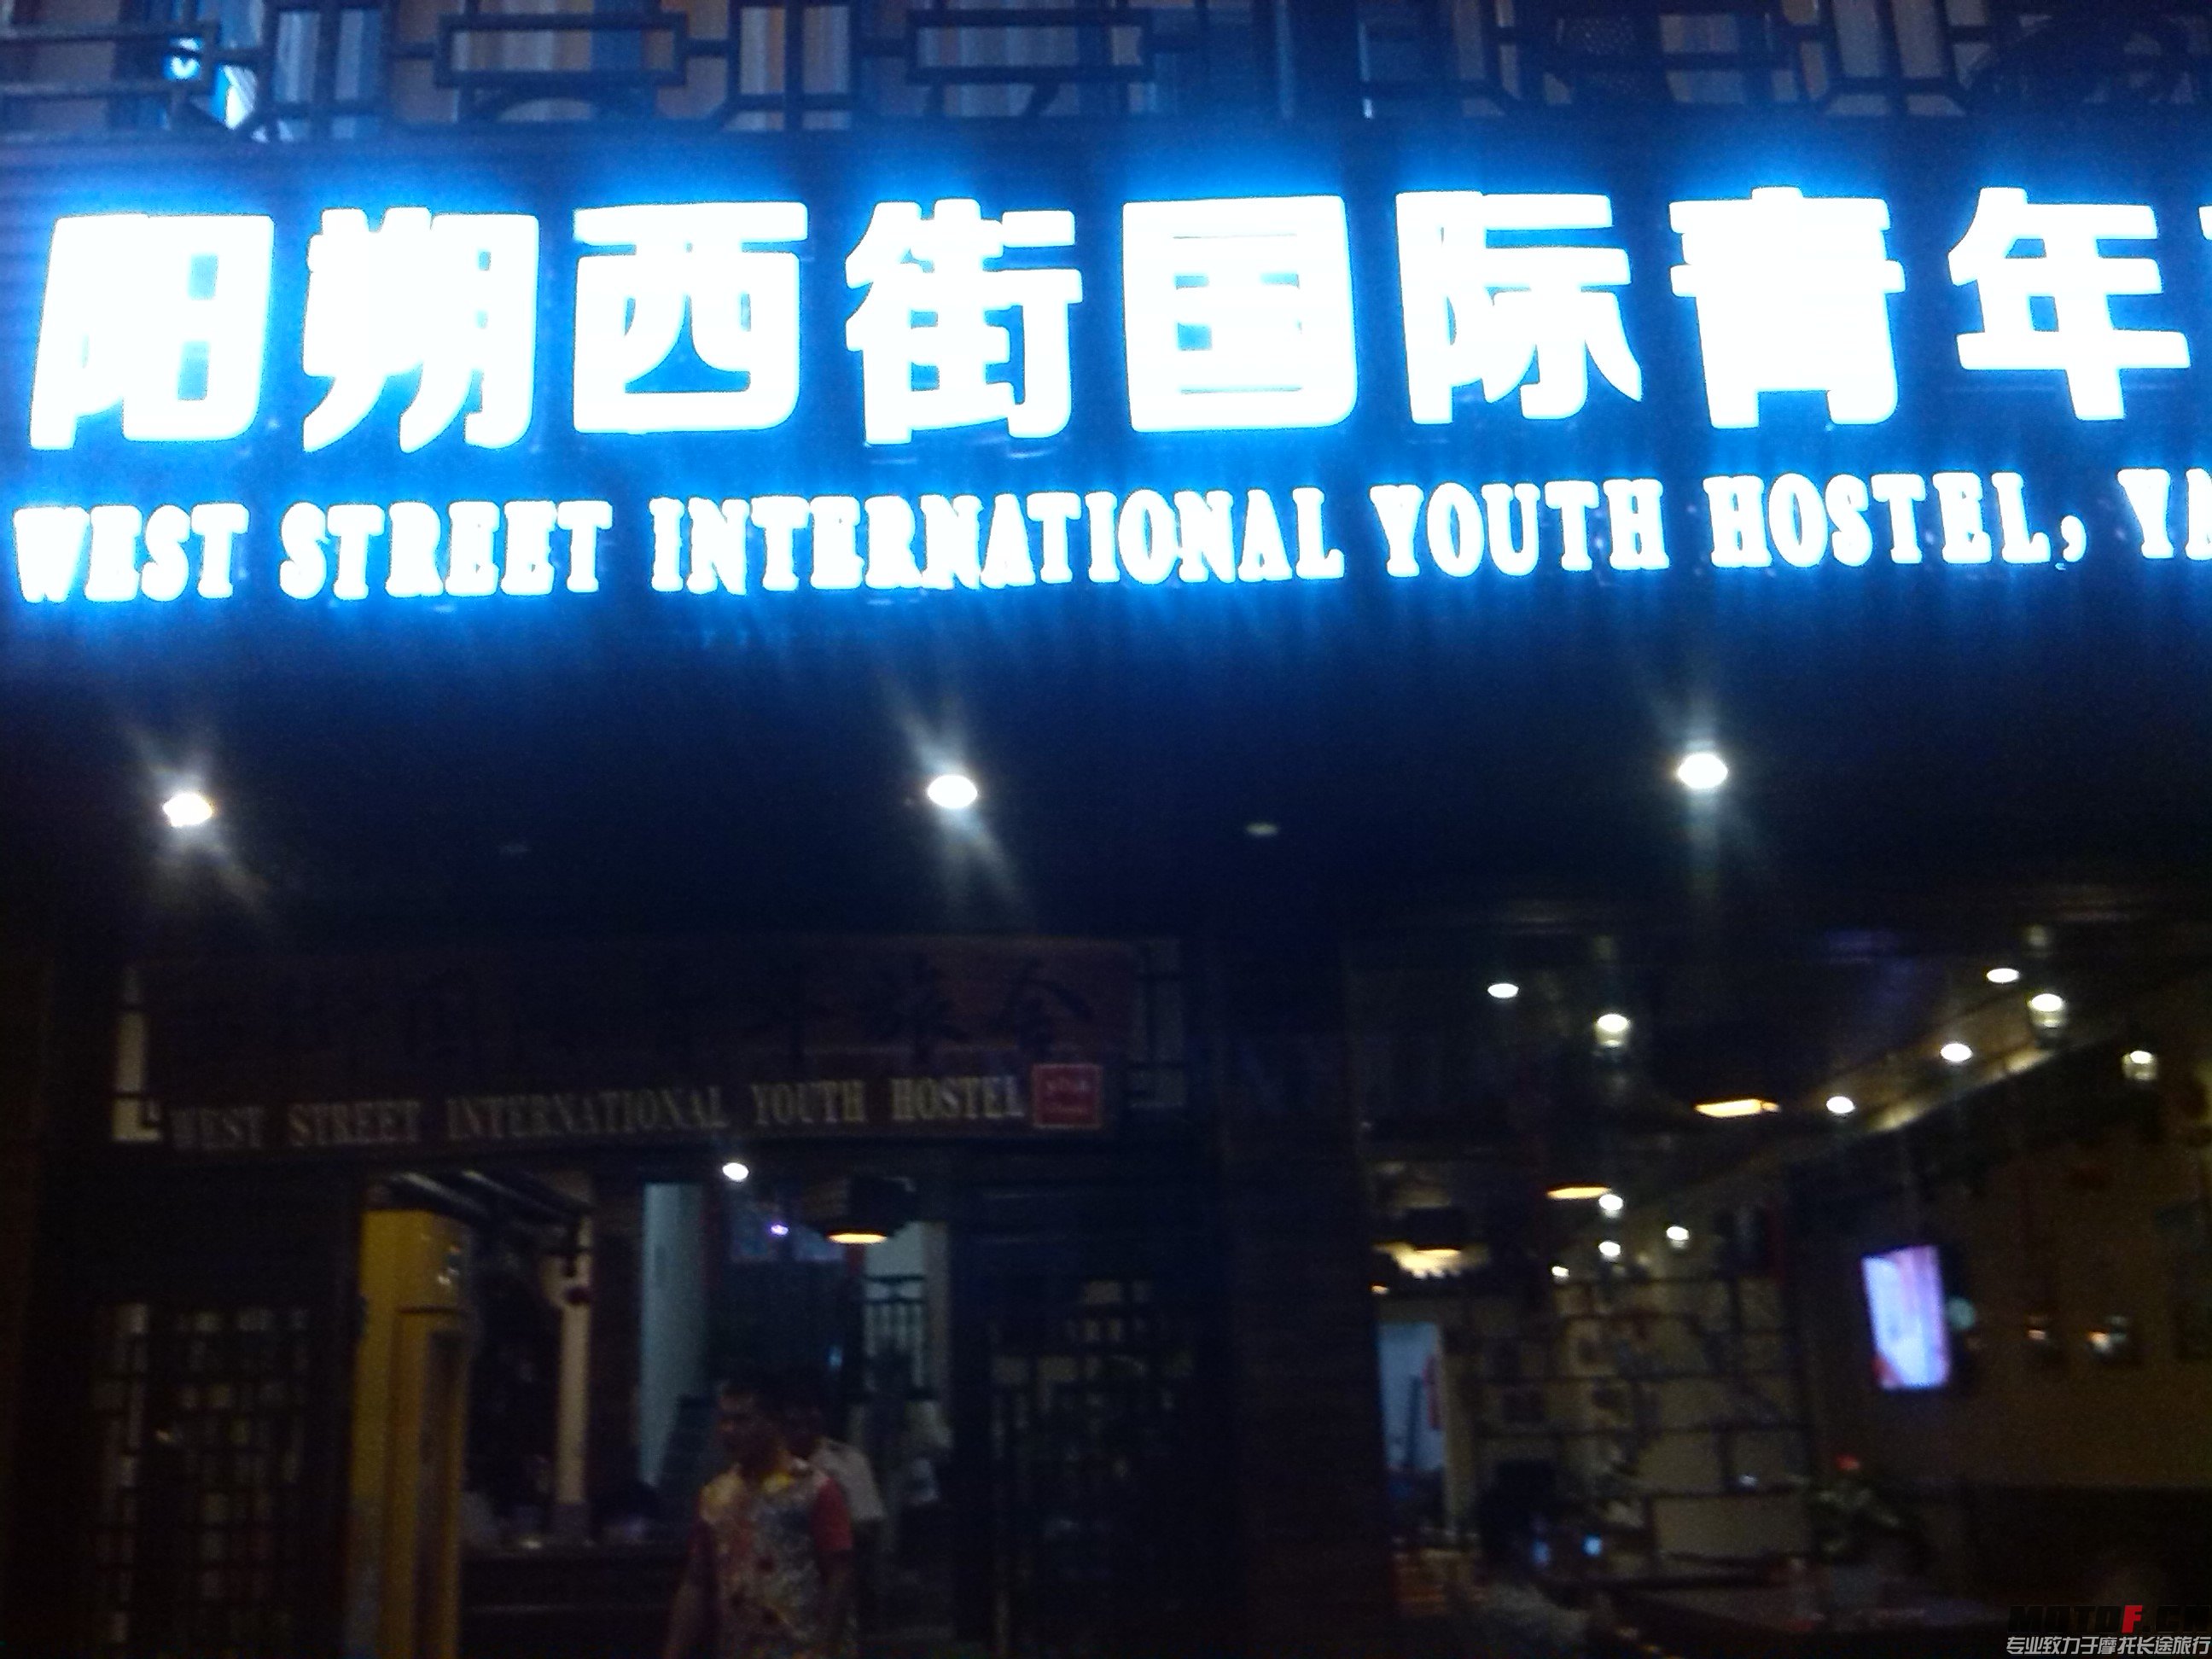 阳朔西街国际青年
WEST STREET INTERNATIONAL YOUTH HOSTEL, YA
WEST STREET INTERNATIONAL YOUTH HOSTEL
专业致力于摩托长途旅行